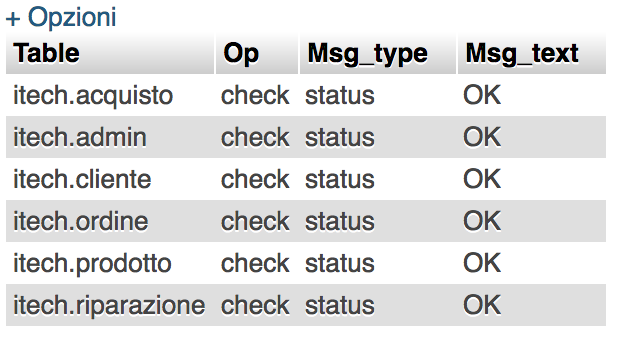 + Opzioni
Table Op Msg_type Msg_text
itech.acquisto check status OK
itech.admin check status OK
itech.cliente check status OK
itech.ordine check status OK
itech.prodotto check status OK
itech.riparazione check status OK